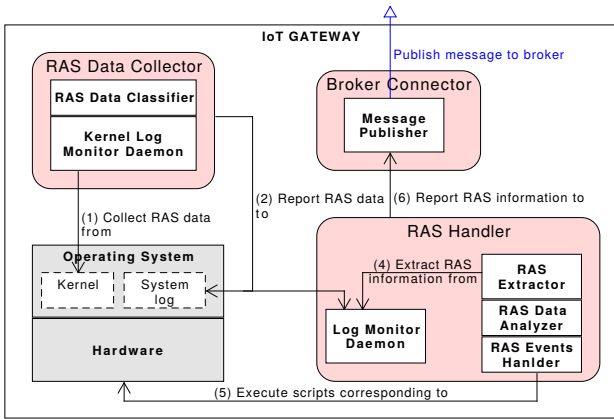 IoT GATEWAY
Publish message to broker
RAS Data Collector
RAS Data Classifier
Kernel Log
Monitor Daemon
Broker Connector
Message
Publisher
(1) Collect RAS data
from
(2) Report RAS data
to
(6) Report RAS information to
Operating System
Kernel
System
log
Hardware
RAS Handler
(4) Extract RAS
information from
RAS
Extractor
RAS Data
Analyzer
RAS Events
Hanlder
Log Monitor
Daemon
(5) Execute scripts corresponding to